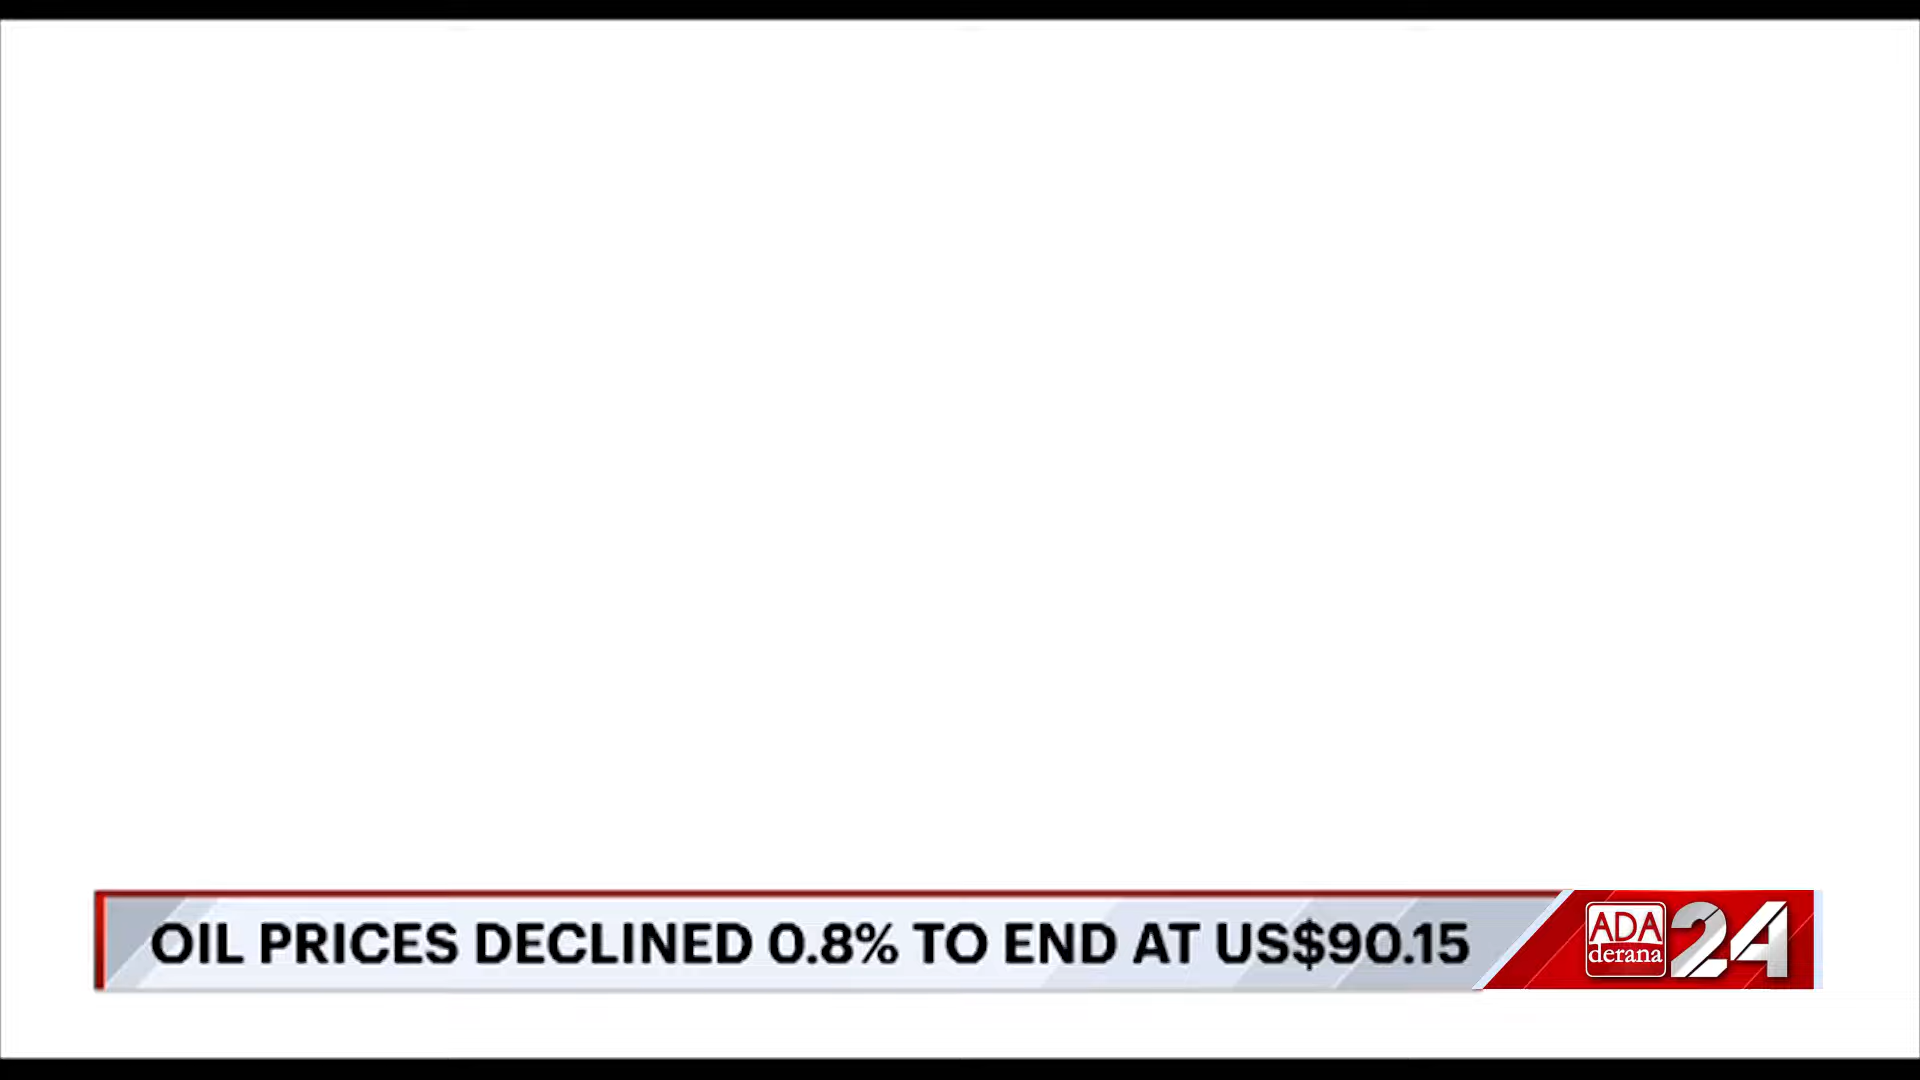 OIL PRICES DECLINED 0.8% TO END AT US$90.15
ADA
derana
24